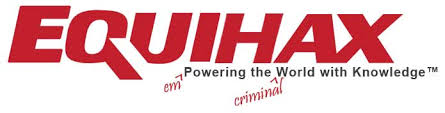 EQUIHAX
Powering the World with Knowledge™
em
criminal